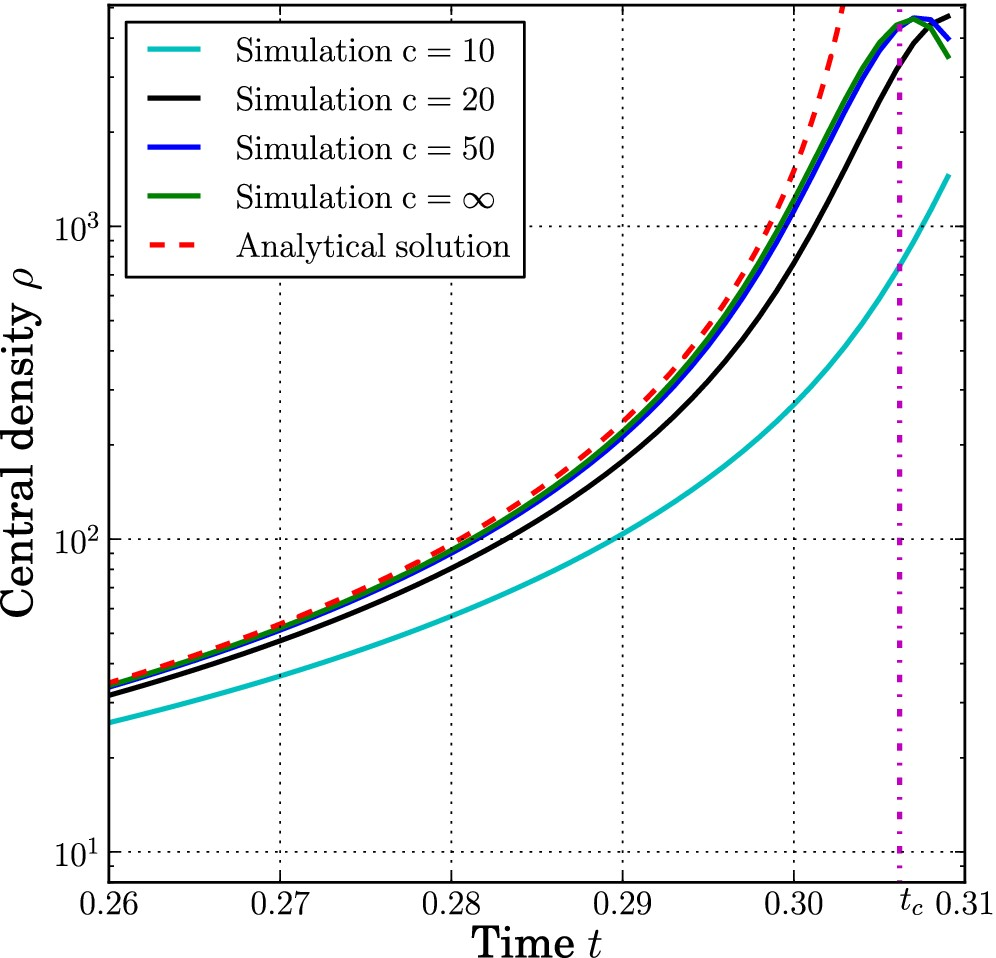 Simulation c = 10
Simulation c = 20
Simulation c = 50
Simulation c = ∞
Analytical solution
10³
10²
10¹
Central density ρ
0.26 0.27 0.28 0.29 0.30 t_c 0.31
Time t